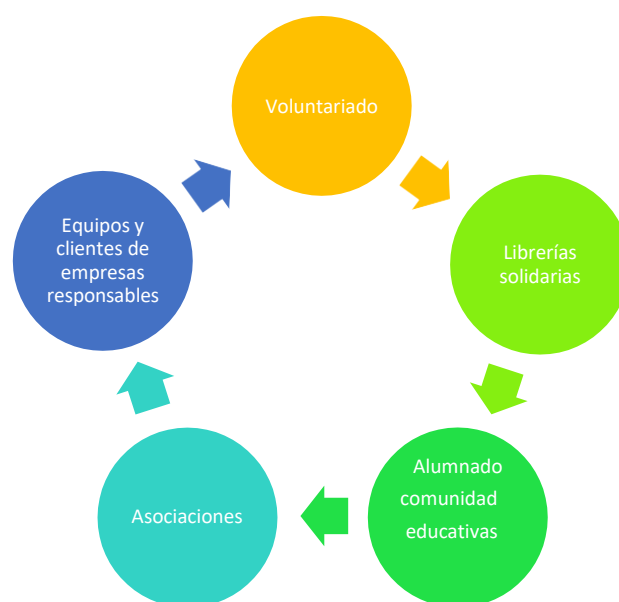 Voluntariado
Librerías
solidarias
Alumnado
comunidad
educativas
Asociaciones
Equipos y
clientes de
empresas
responsables